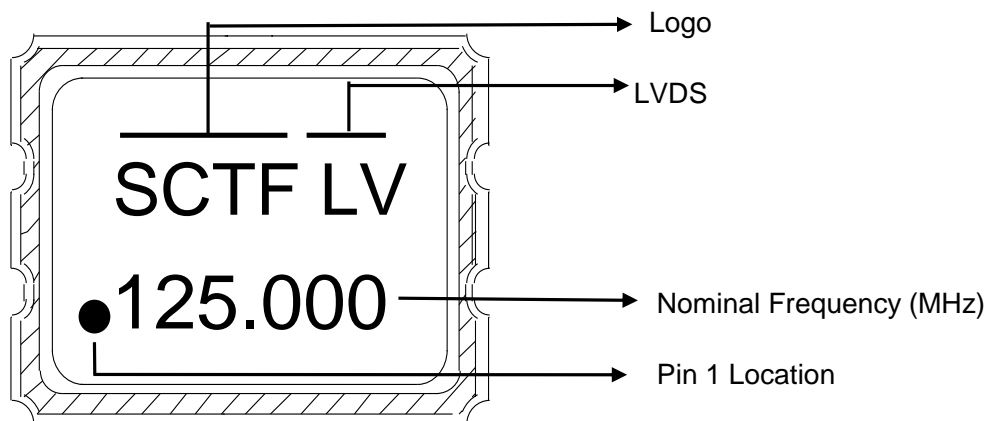 Logo
LVDS
SCTF LV
125.000
Nominal Frequency (MHz)
Pin 1 Location